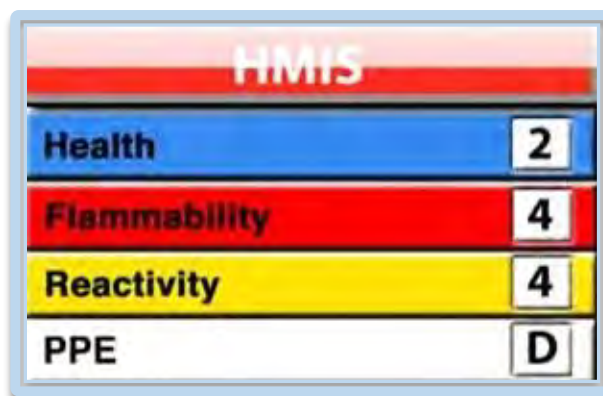 HMIS
Health 2
Flammability 4
Reactivity 4
PPE D